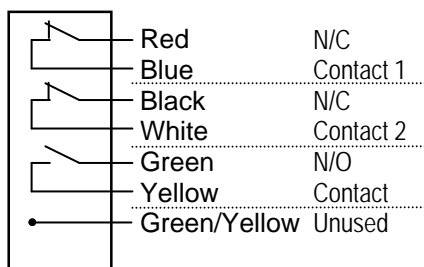 Red N/C
Blue Contact 1
Black N/C
White Contact 2
Green N/O
Yellow Contact
Green/Yellow Unused